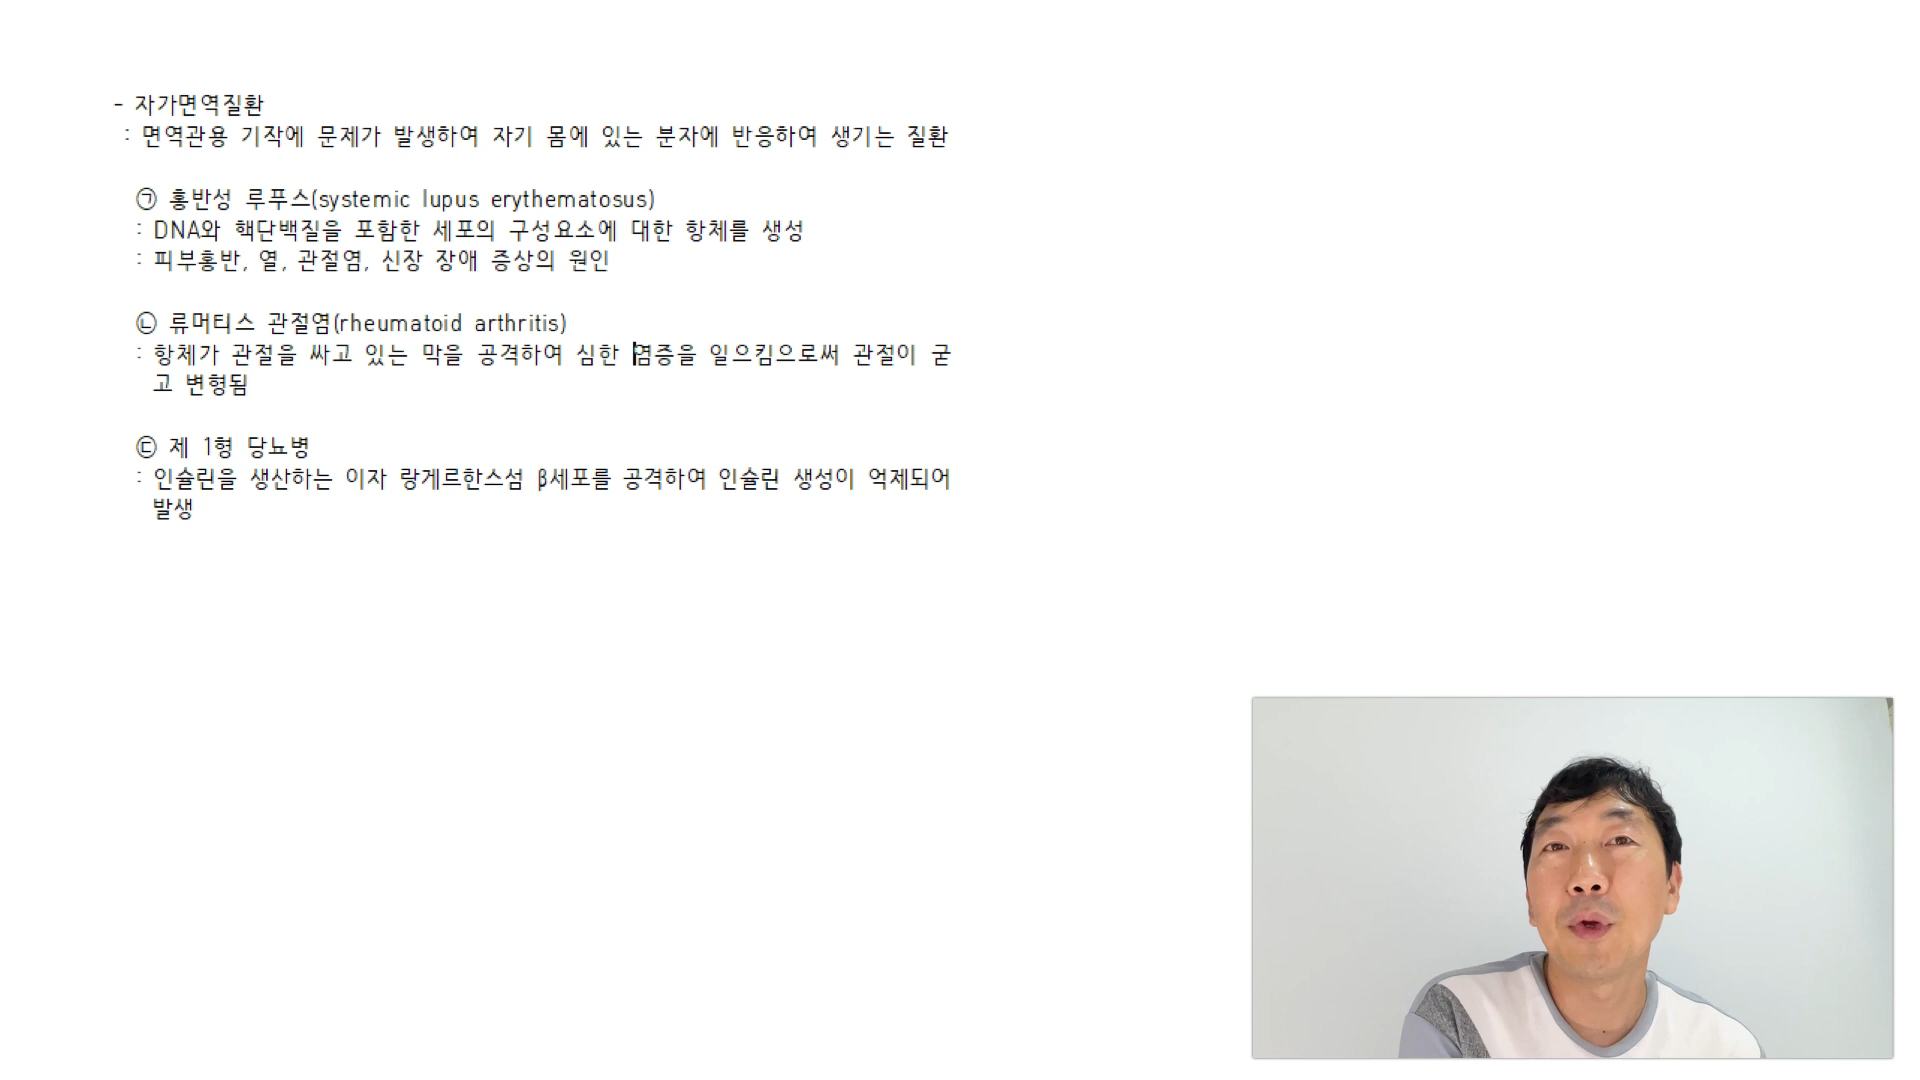 - 자가면역질환
: 면역관용 기작에 문제가 발생하여 자기 몸에 있는 분자에 반응하여 생기는 질환
㉠ 홍반성 루푸스(systemic lupus erythematosus)
: DNA와 핵단백질을 포함한 세포의 구성요소에 대한 항체를 생성
: 피부홍반, 열, 관절염, 신장 장애 증상의 원인
㉡ 류머티스 관절염(rheumatoid arthritis)
: 항체가 관절을 싸고 있는 막을 공격하여 심한 염증을 일으킴으로써 관절이 굳
고 변형됨
㉢ 제 1형 당뇨병
: 인슐린을 생산하는 이자 랑게르한스섬 β세포를 공격하여 인슐린 생성이 억제되어
발생